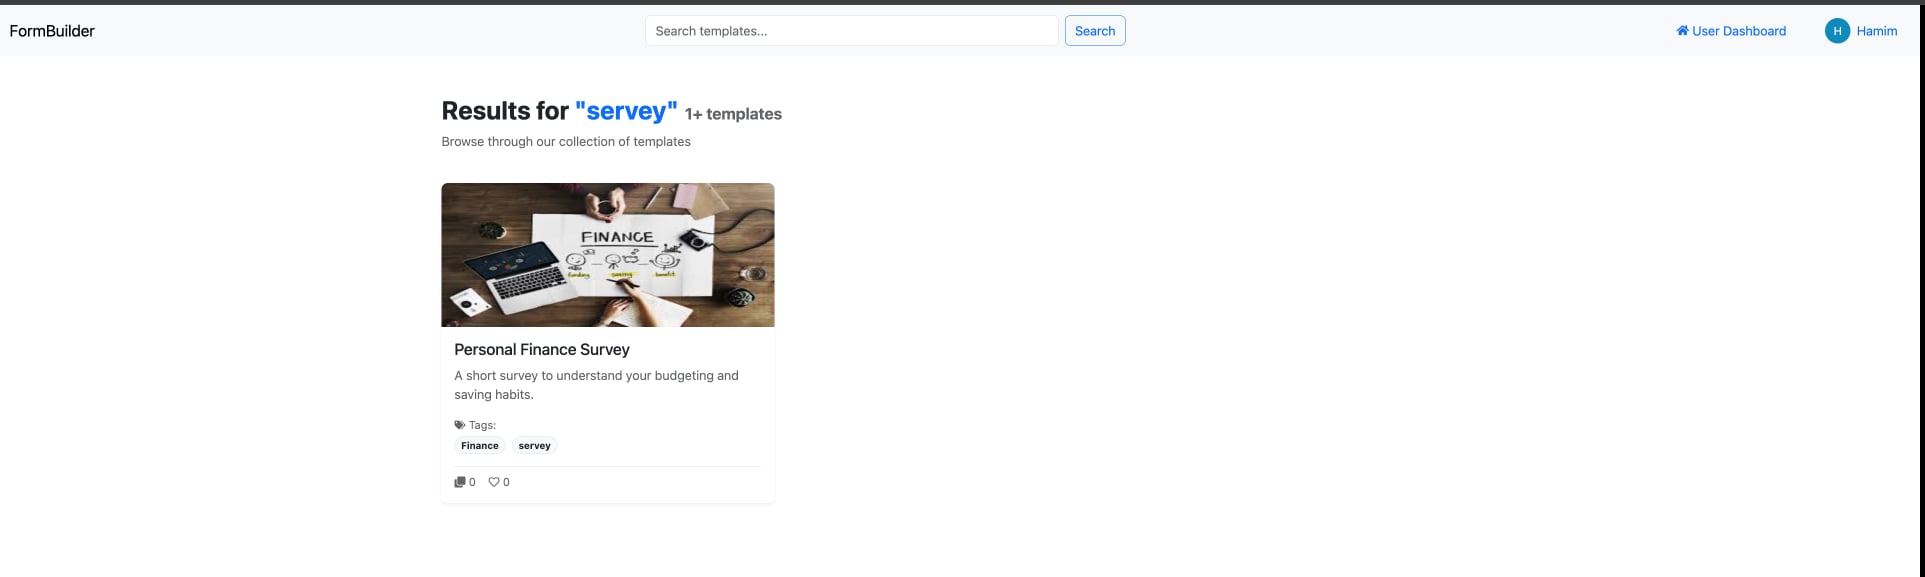 FormBuilder
Search templates...
Search
User Dashboard
H
Hamim
Results for "servey" 1+ templates
Browse through our collection of templates
FINANCE
funding saving benefit
Personal Finance Survey
A short survey to understand your budgeting and
saving habits.
Tags:
Finance servey
0 0